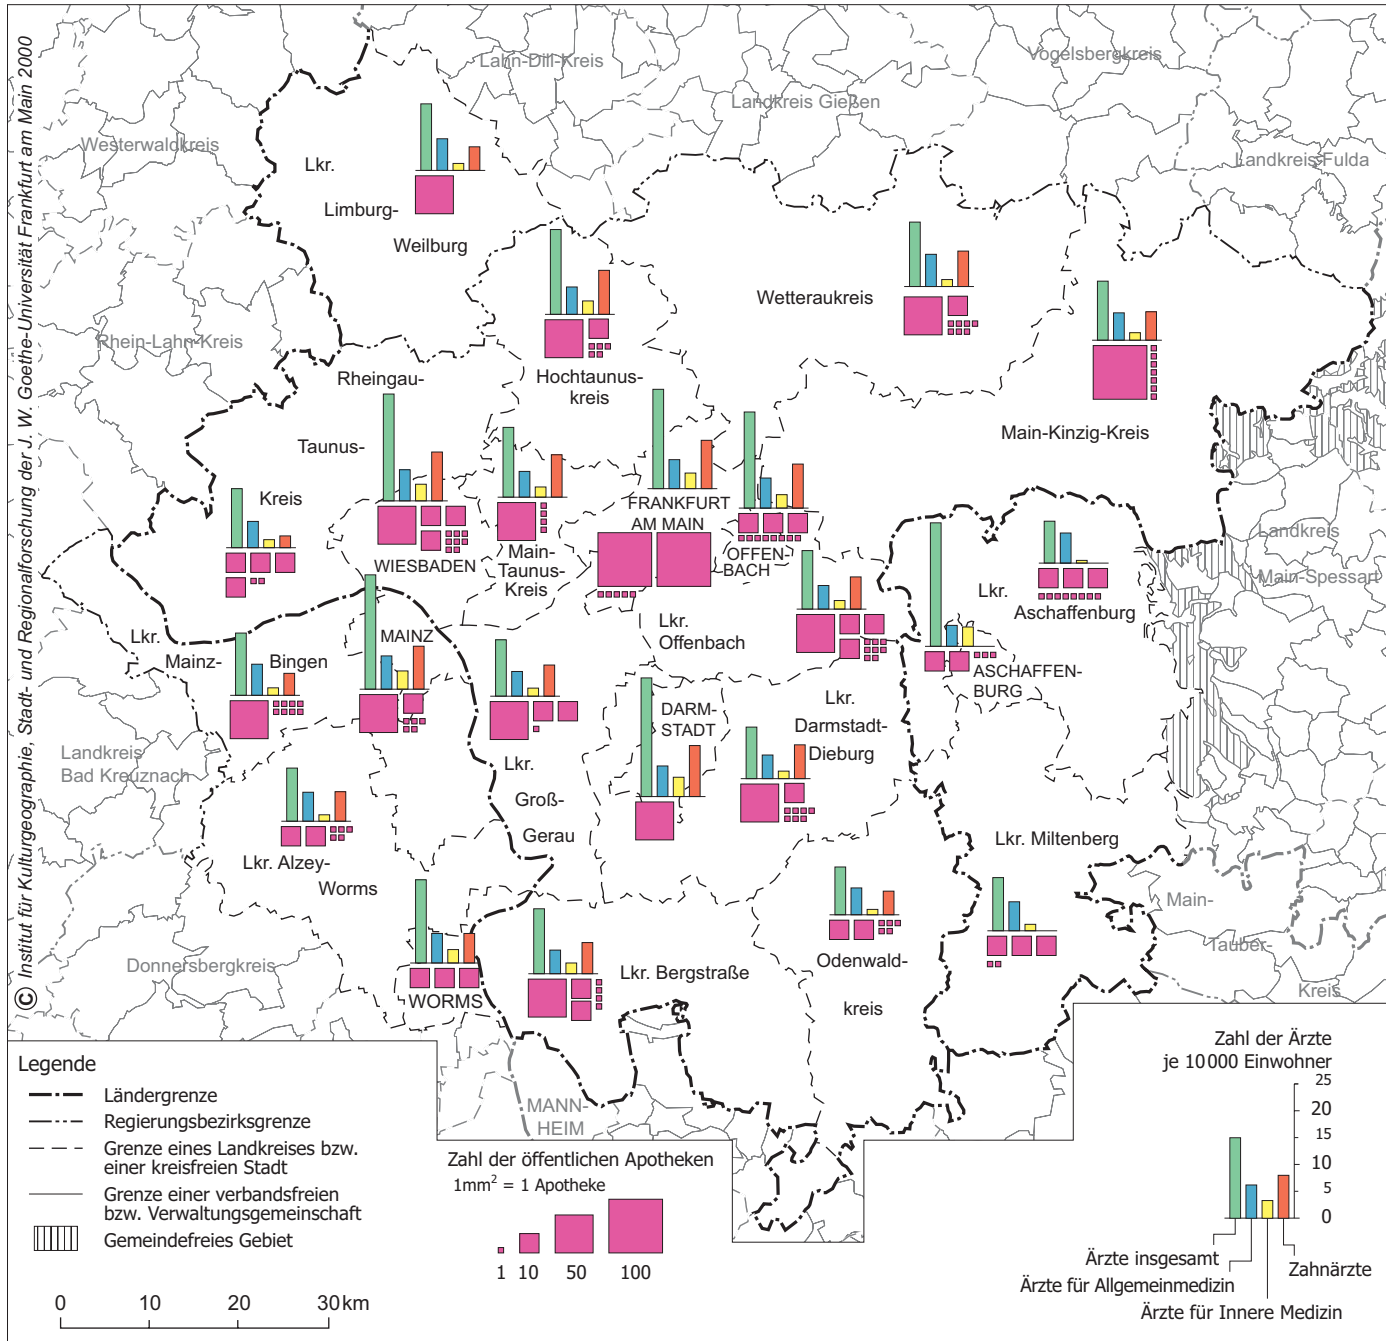 © Institut für Kulturgeographie, Stadt- und Regionalforschung der J. W. Goethe-Universität Frankfurt am Main 2000
Lahn-Dill-Kreis
Vogelsbergkreis
Landkreis Gießen
Westerwaldkreis
Landkreis-Fulda
Lkr.
Limburg-
Weilburg
Wetteraukreis
Rhein-Lahn-Kreis
Hochtaunus-
kreis
Rheingau-
Taunus-
Kreis
Main-Kinzig-Kreis
FRANKFURT
AM MAIN
WIESBADEN
Main-
Taunus-
Kreis
OFFEN-
BACH
Landkreis
Main-Spessart
Lkr.
Aschaffenburg
Lkr.
Offenbach
ASCHAFFEN-
BURG
Lkr.
Mainz-
Bingen
MAINZ
DARM-
STADT
Lkr.
Darmstadt-
Dieburg
Landkreis
Bad Kreuznach
Lkr.
Groß-
Gerau
Lkr. Miltenberg
Lkr. Alzey-
Worms
Main-
Tauber-
Kreis
Donnersbergkreis
WORMS
Lkr. Bergstraße
Odenwald-
kreis
MANN-
HEIM
Legende
Ländergrenze
Regierungsbezirksgrenze
Grenze eines Landkreises bzw.
einer kreisfreien Stadt
Grenze einer verbandsfreien
bzw. Verwaltungsgemeinschaft
Gemeindefreies Gebiet
0 10 20 30 km
Zahl der öffentlichen Apotheken
1mm² = 1 Apotheke
1 10 50 100
Zahl der Ärzte
je 10 000 Einwohner
25
20
15
10
5
0
Ärzte insgesamt
Zahnärzte
Ärzte für Allgemeinmedizin
Ärzte für Innere Medizin